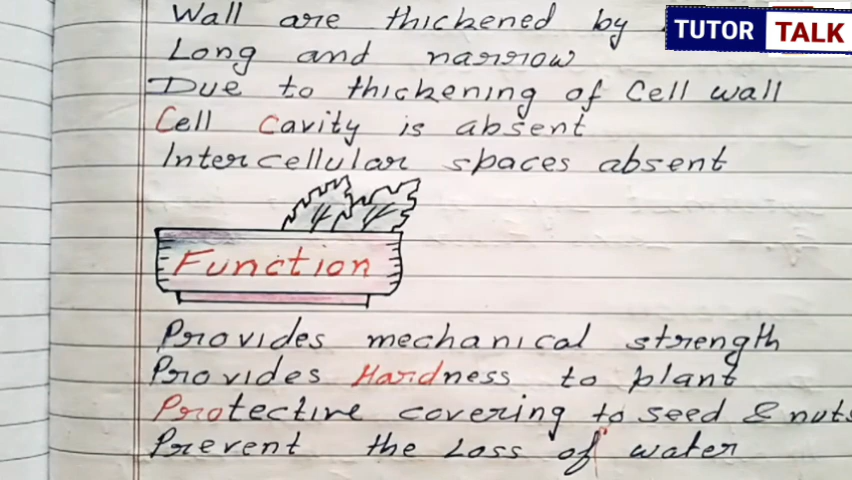 Wall are thickened by
TUTOR TALK
Long and narrow
Due to thickening of Cell wall
Cell Cavity is absent
Intercellular spaces absent
Function
Provides mechanical strength
Provides Hardness to plant
Protective covering to seed & nuts
Prevent the Loss of water